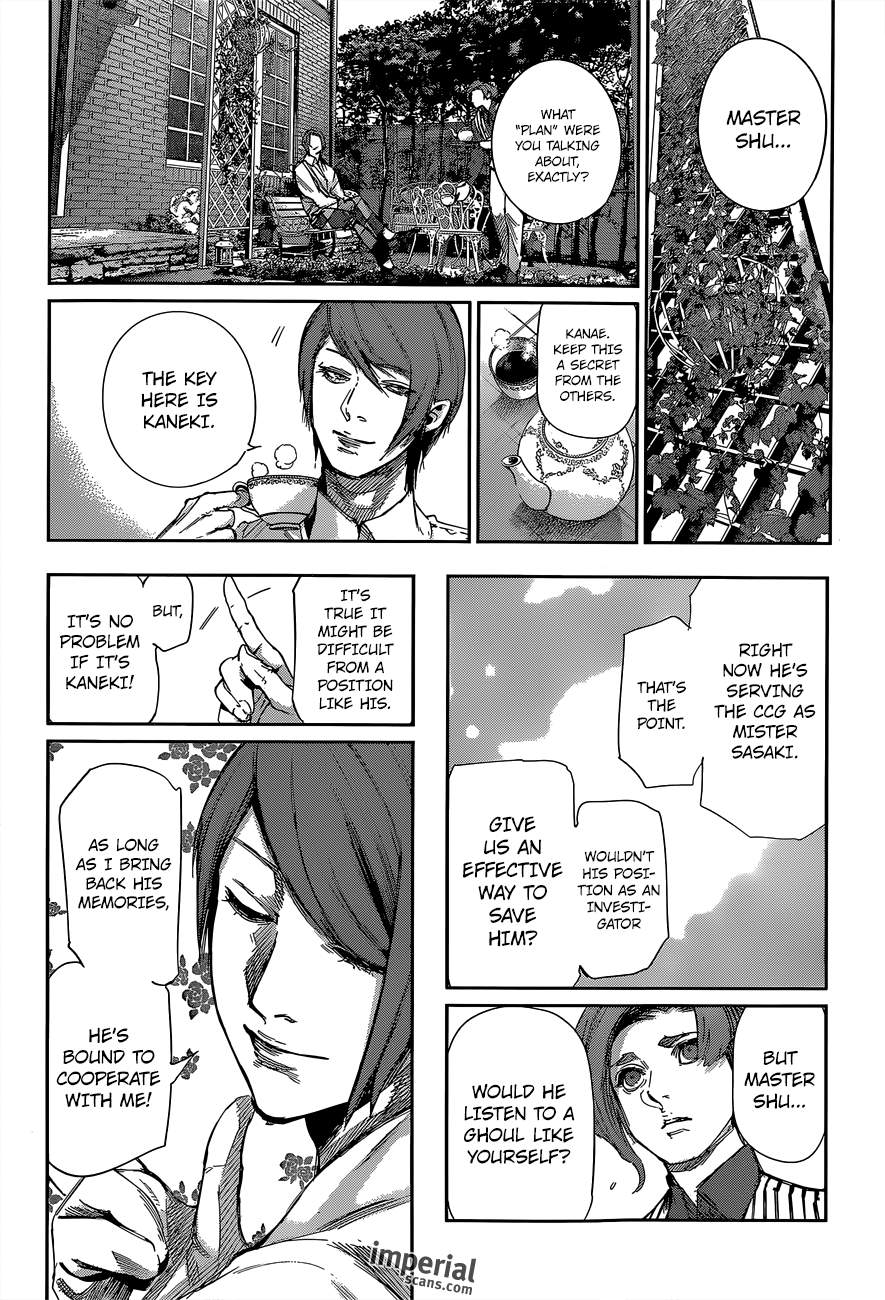 MASTER
SHU...
WHAT
"PLAN" WERE
YOU TALKING
ABOUT,
EXACTLY?
KANAE.
KEEP THIS
A SECRET
FROM THE
OTHERS.
THE KEY
HERE IS
KANEKI.
RIGHT
NOW HE'S
SERVING
THE CCG AS
MISTER
SASAKI.
THAT'S
THE
POINT.
WOULDN'T
HIS POSI-
TION AS AN
INVESTI-
GATOR
GIVE
US AN
EFFECTIVE
WAY TO
SAVE
HIM?
BUT
MASTER
SHU...
WOULD HE
LISTEN TO A
GHOUL LIKE
YOURSELF?
IT'S
TRUE IT
MIGHT BE
DIFFICULT
FROM A
POSITION
LIKE HIS.
BUT,
IT'S NO
PROBLEM
IF IT'S
KANEKI!
AS LONG
AS I BRING
BACK HIS
MEMORIES,
HE'S
BOUND TO
COOPERATE
WITH ME!
imperial
scans.com